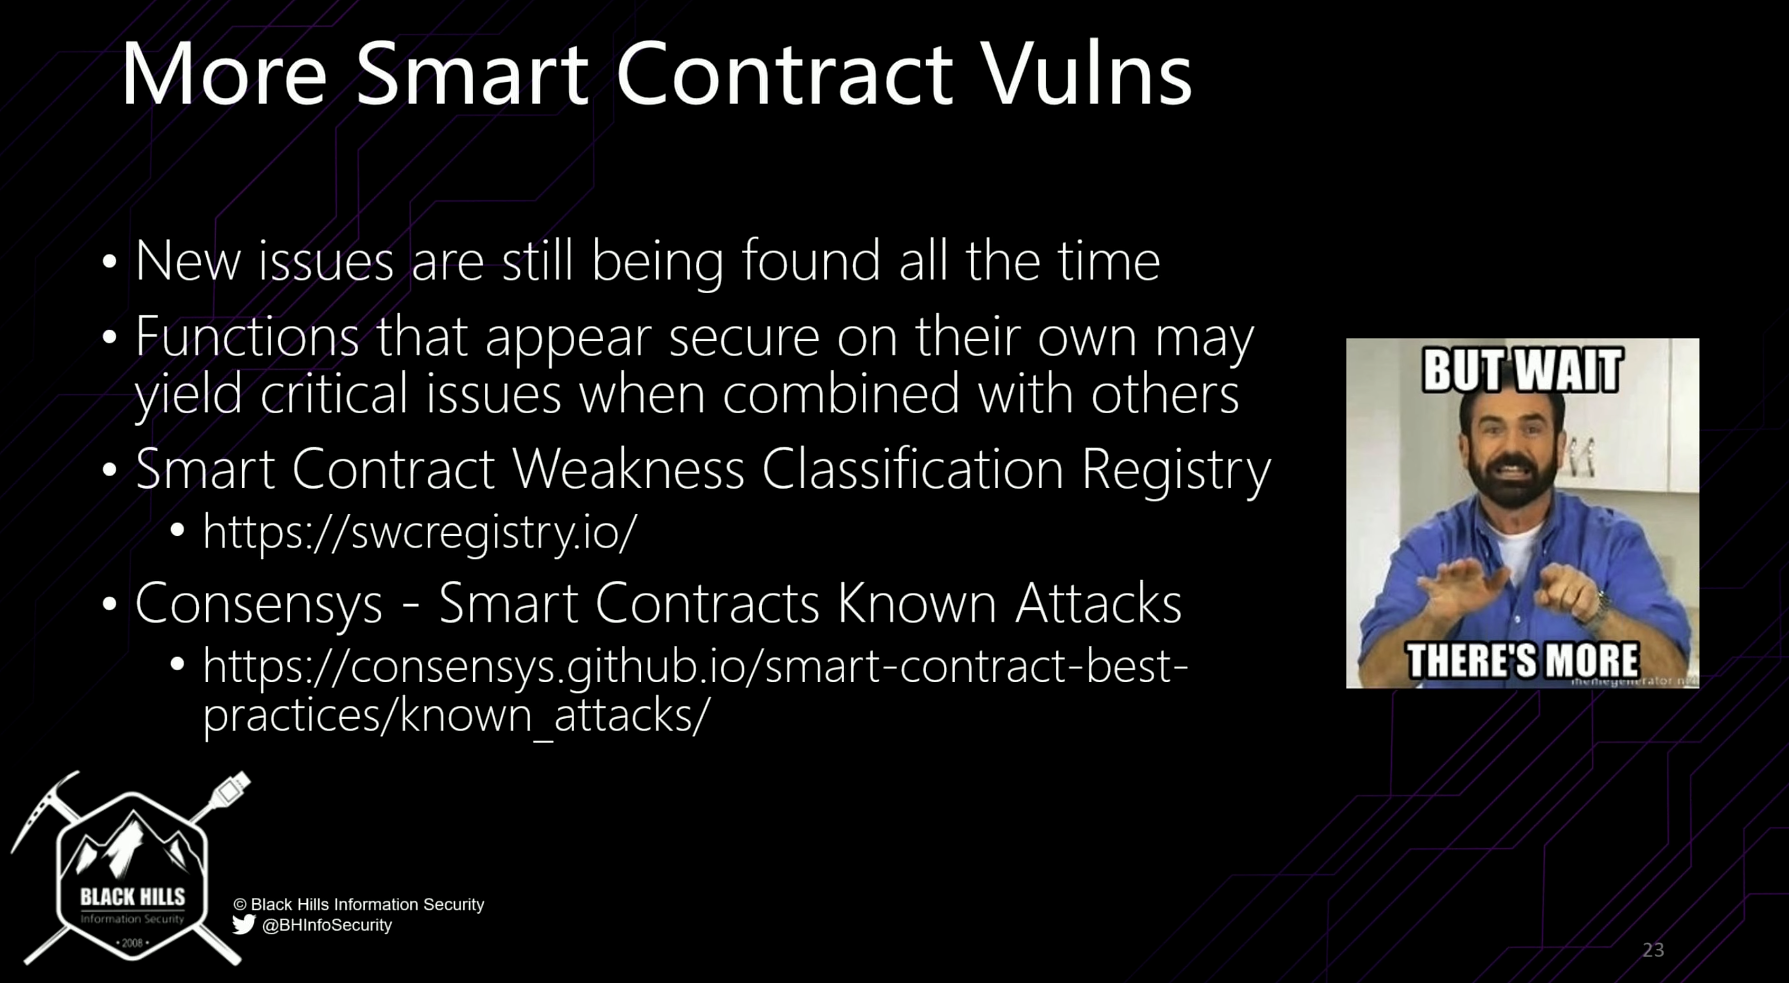 More Smart Contract Vulns
• New issues are still being found all the time
• Functions that appear secure on their own may
yield critical issues when combined with others
• Smart Contract Weakness Classification Registry
• https://swcregistry.io/
• Consensys - Smart Contracts Known Attacks
• https://consensys.github.io/smart-contract-best-
practices/known_attacks/
BUT WAIT
THERE'S MORE
memegenerator.net
BLACK HILLS
Information Security
• 2008 •
© Black Hills Information Security
@BHInfoSecurity
23